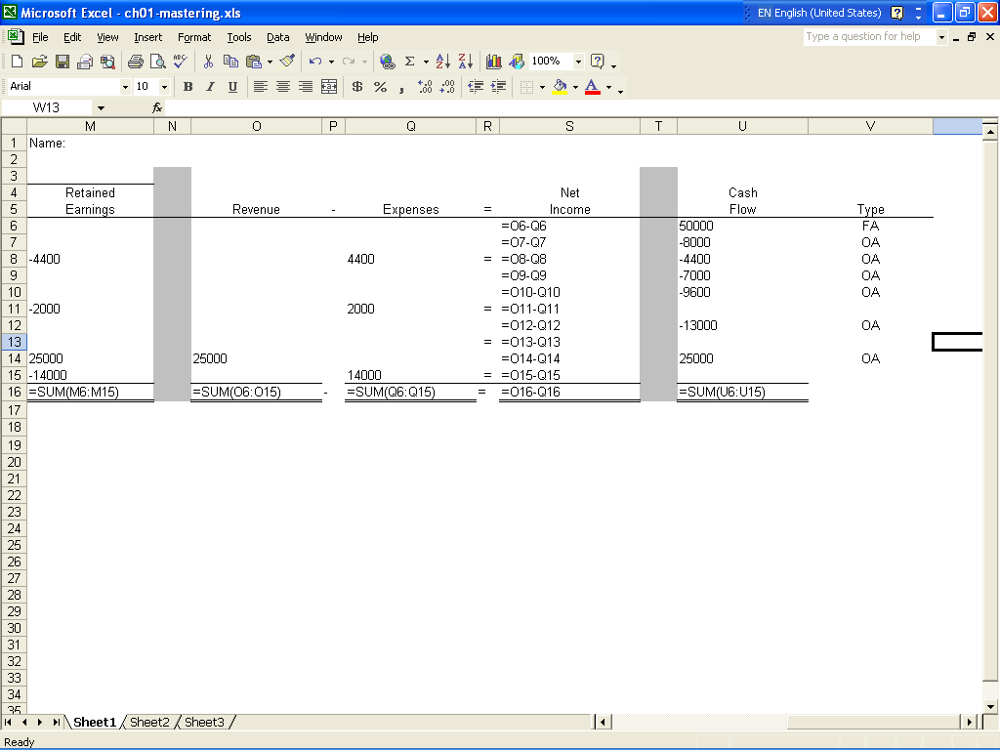 Microsoft Excel - ch01-mastering.xls EN English (United States)
File Edit View Insert Format Tools Data Window Help Type a question for help
100%
Arial 10 B I U $ % ,
W13 fx
M N O P Q R S T U V
1 Name:
2
3
4 Retained Net Cash
5 Earnings Revenue - Expenses = Income Flow Type
6 =O6-Q6 50000 FA
7 =O7-Q7 -8000 OA
8 -4400 4400 = =O8-Q8 -4400 OA
9 =O9-Q9 -7000 OA
10 =O10-Q10 -9600 OA
11 -2000 2000 = =O11-Q11
12 =O12-Q12 -13000 OA
13 = =O13-Q13
14 25000 25000 =O14-Q14 25000 OA
15 -14000 14000 = =O15-Q15
16 =SUM(M6:M15) =SUM(O6:O15) - =SUM(Q6:Q15) = =O16-Q16 =SUM(U6:U15)
17
18
19
20
21
22
23
24
25
26
27
28
29
30
31
32
33
34
35
Sheet1 Sheet2 Sheet3
Ready